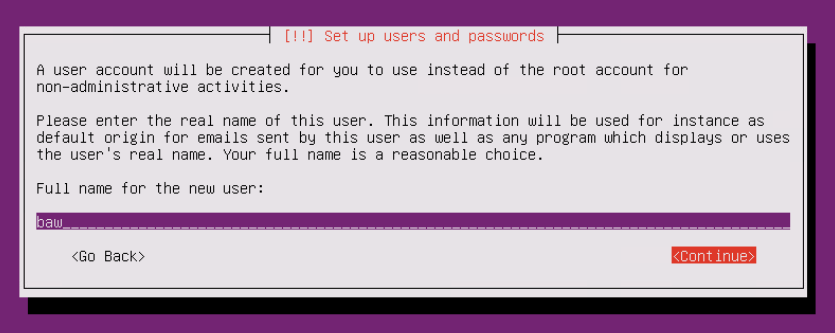 [!!] Set up users and passwords
A user account will be created for you to use instead of the root account for
non-administrative activities.
Please enter the real name of this user. This information will be used for instance as
default origin for emails sent by this user as well as any program which displays or uses
the user's real name. Your full name is a reasonable choice.
Full name for the new user:
baw
<Go Back> <Continue>